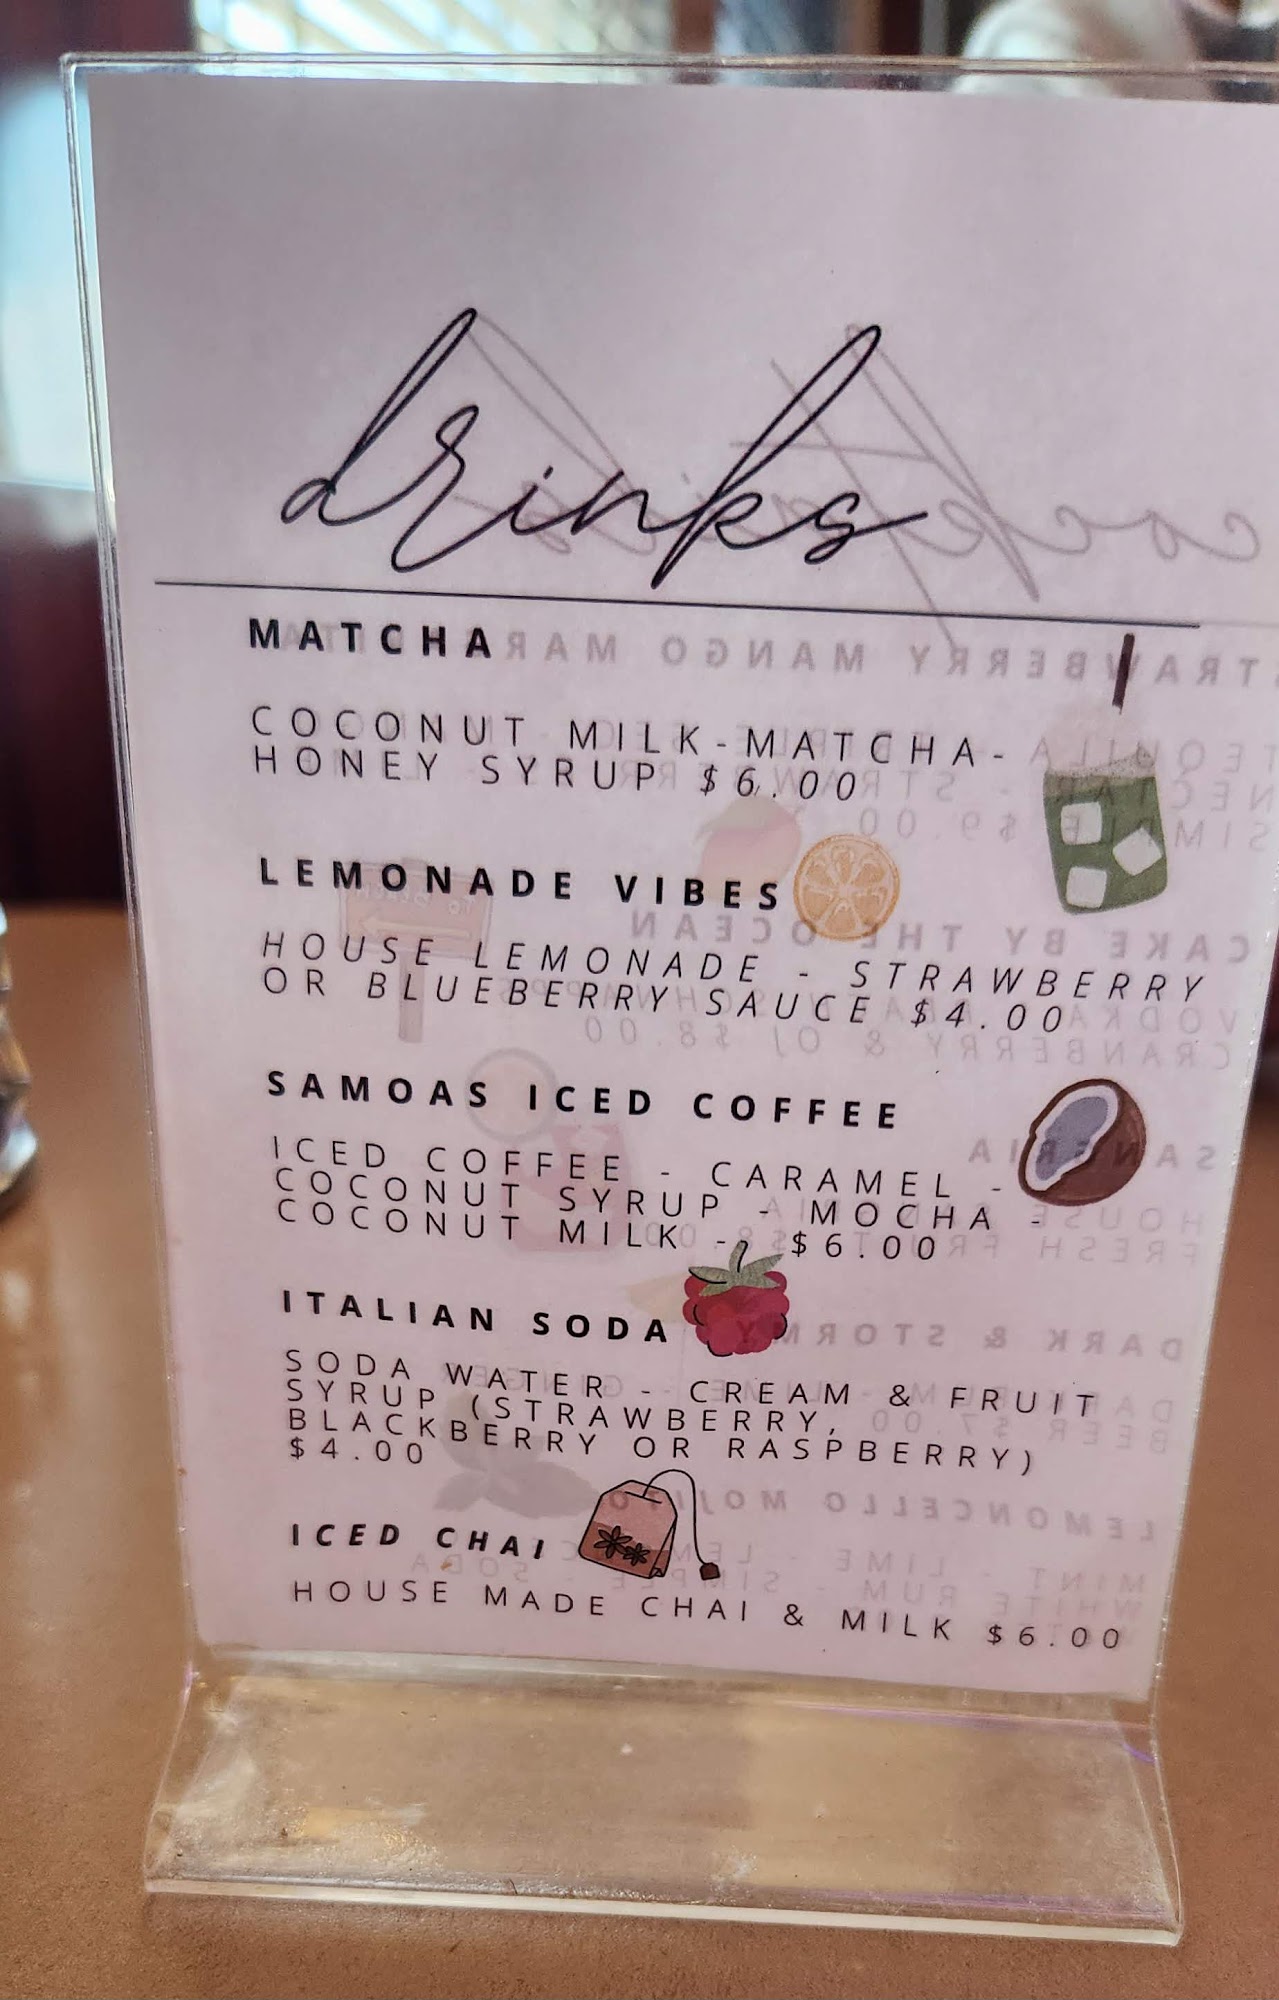 drinks
MATCHA
COCONUT MILK-MATCHA-
HONEY SYRUP $6.00
LEMONADE VIBES
HOUSE LEMONADE - STRAWBERRY
OR BLUEBERRY SAUCE $4.00
SAMOAS ICED COFFEE
ICED COFFEE - CARAMEL -
COCONUT SYRUP - MOCHA -
COCONUT MILK - $6.00
ITALIAN SODA
SODA WATER - CREAM & FRUIT
SYRUP (STRAWBERRY,
BLACKBERRY OR RASPBERRY)
$4.00
ICED CHAI
HOUSE MADE CHAI & MILK $6.00